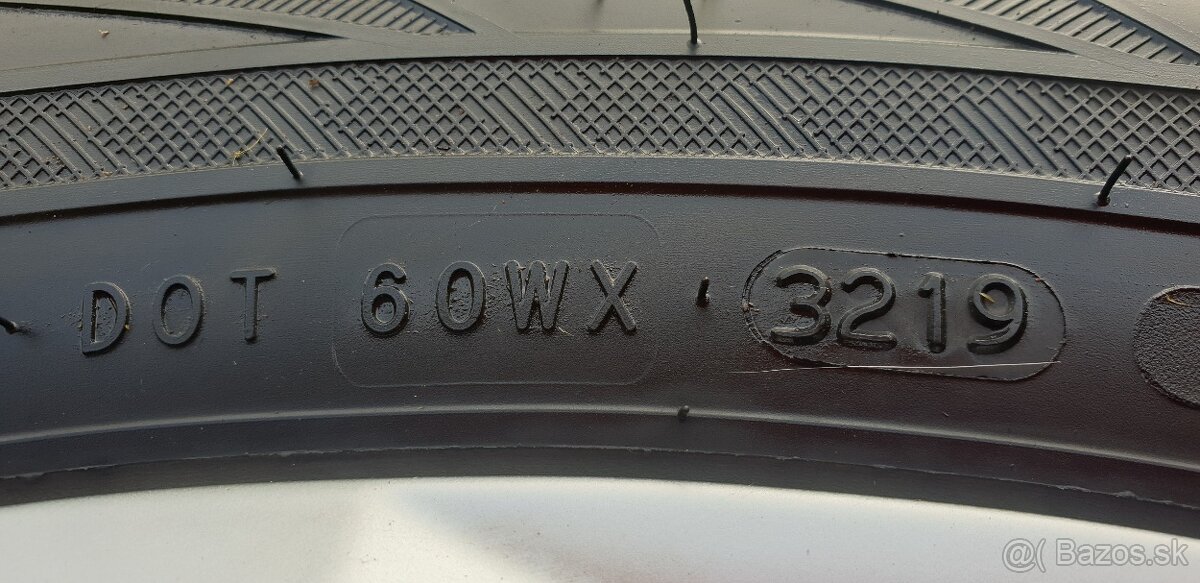 DOT 60WX 3219
@( Bazos.sk